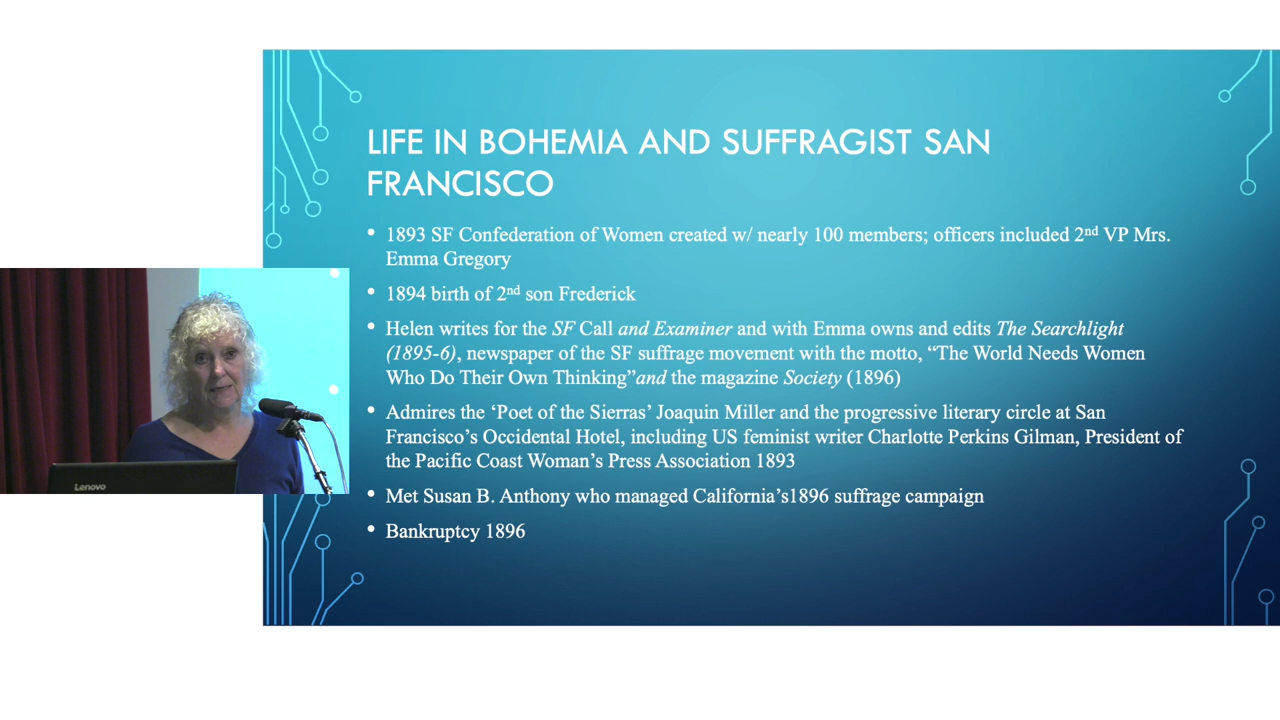 LIFE IN BOHEMIA AND SUFFRAGIST SAN
FRANCISCO
• 1893 SF Confederation of Women created w/ nearly 100 members; officers included 2nd VP Mrs.
Emma Gregory
• 1894 birth of 2nd son Frederick
• Helen writes for the SF Call and Examiner and with Emma owns and edits The Searchlight
(1895-6), newspaper of the SF suffrage movement with the motto, “The World Needs Women
Who Do Their Own Thinking”and the magazine Society (1896)
• Admires the ‘Poet of the Sierras’ Joaquin Miller and the progressive literary circle at San
Francisco’s Occidental Hotel, including US feminist writer Charlotte Perkins Gilman, President of
the Pacific Coast Woman’s Press Association 1893
• Met Susan B. Anthony who managed California’s1896 suffrage campaign
• Bankruptcy 1896
Lenovo